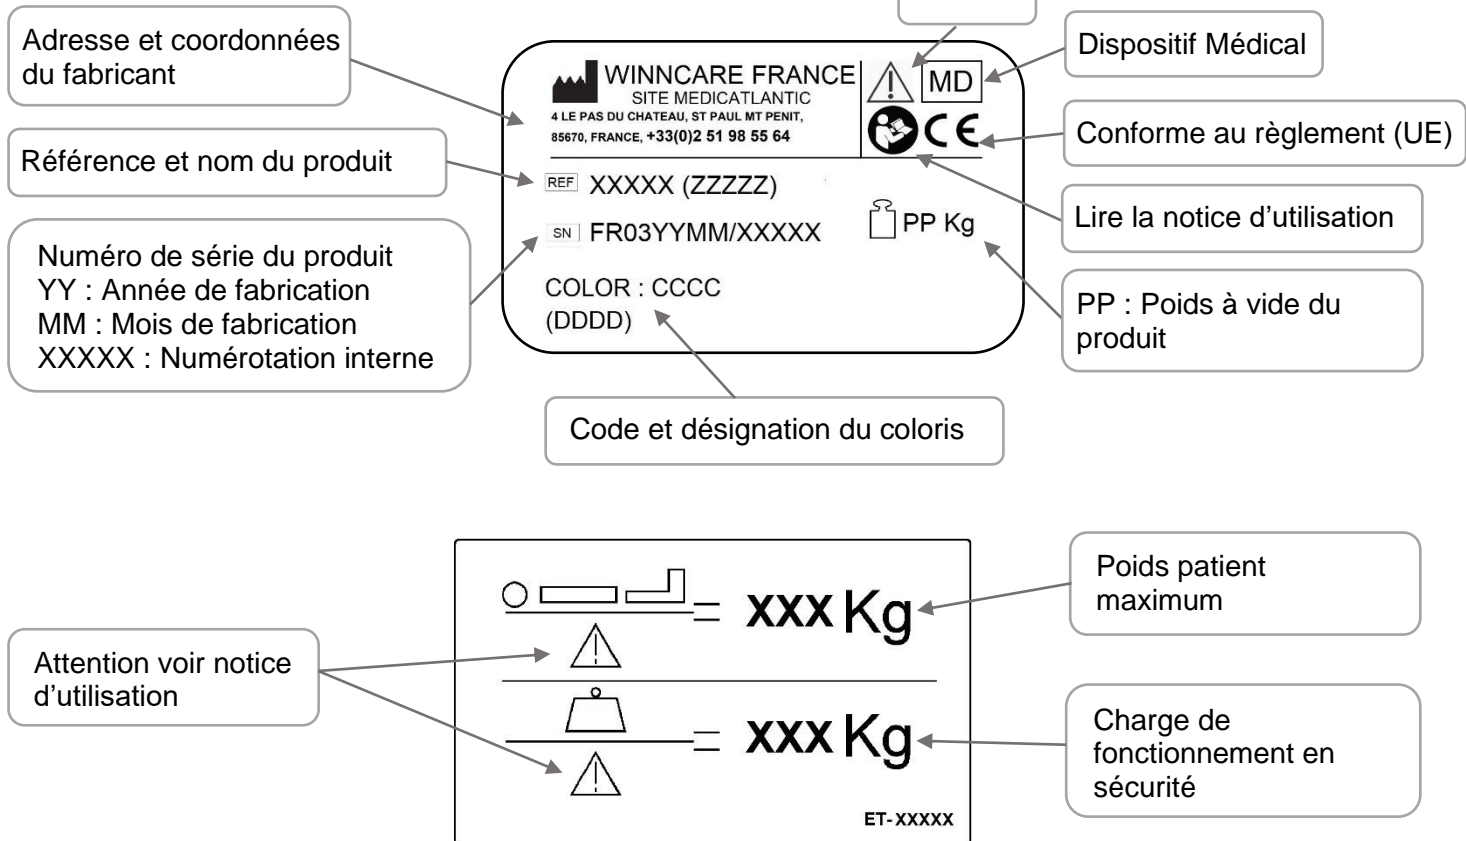 Adresse et coordonnées
du fabricant
Référence et nom du produit
Numéro de série du produit
YY : Année de fabrication
MM : Mois de fabrication
XXXXX : Numérotation interne
WINNCARE FRANCE
SITE MEDICATLANTIC
4 LE PAS DU CHATEAU, ST PAUL MT PENIT,
85670, FRANCE, +33(0)2 51 98 55 64
MD
CE
REF XXXXX (ZZZZZ)
SN FR03YYMM/XXXXX
PP Kg
COLOR : CCCC
(DDDD)
Dispositif Médical
Conforme au règlement (UE)
Lire la notice d’utilisation
PP : Poids à vide du
produit
Code et désignation du coloris
Attention voir notice
d’utilisation
= xxx Kg
= xxx Kg
ET-XXXXX
Poids patient
maximum
Charge de
fonctionnement en
sécurité